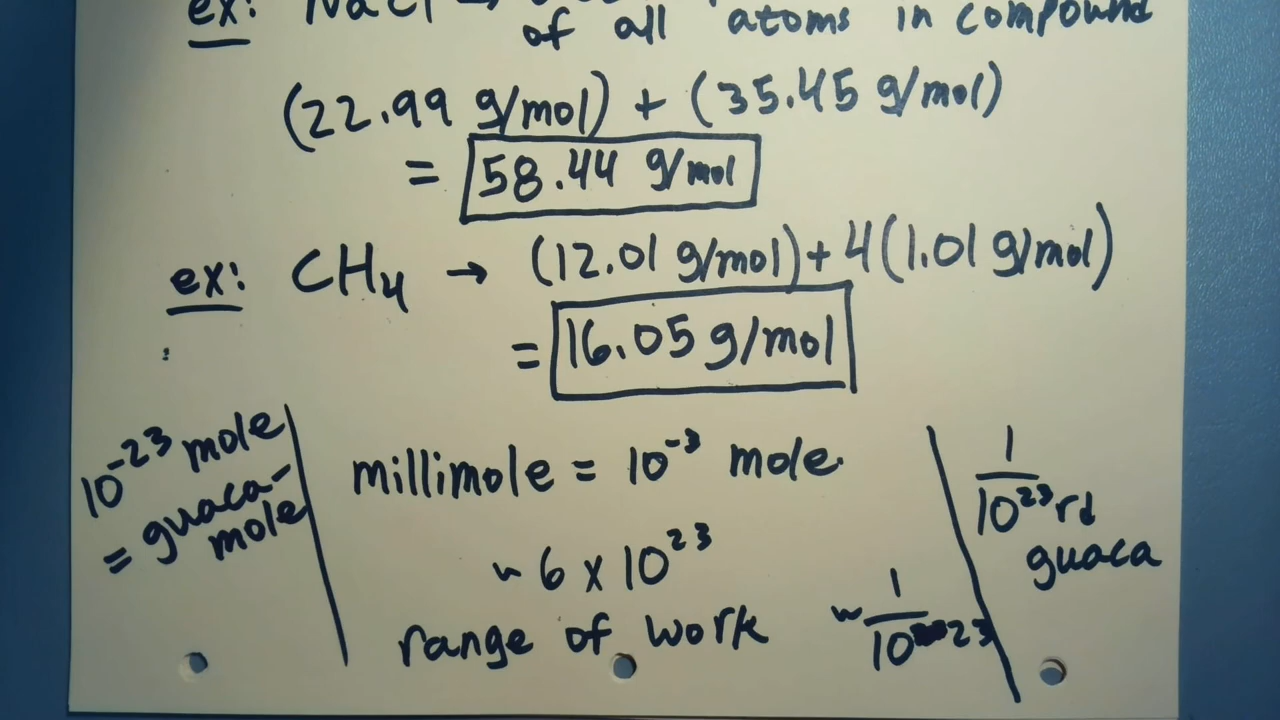 ex: NaCl →
of all atoms in compound
(22.99 g/mol) + (35.45 g/mol)
= 58.44 g/mol
ex: CH₄ → (12.01 g/mol) + 4(1.01 g/mol)
= 16.05 g/mol
10⁻²³ mole
= guaca-
mole
millimole = 10⁻³ mole
~ 6 x 10²³
range of work
~ 1/10²³
1/10²³rd
guaca